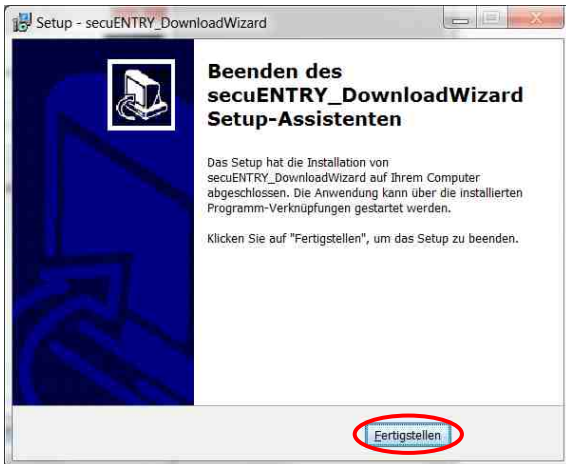 Setup - secuENTRY_DownloadWizard
Beenden des
secuENTRY_DownloadWizard
Setup-Assistenten
Das Setup hat die Installation von
secuENTRY_DownloadWizard auf Ihrem Computer
abgeschlossen. Die Anwendung kann über die installierten
Programm-Verknüpfungen gestartet werden.
Klicken Sie auf "Fertigstellen", um das Setup zu beenden.
Fertigstellen